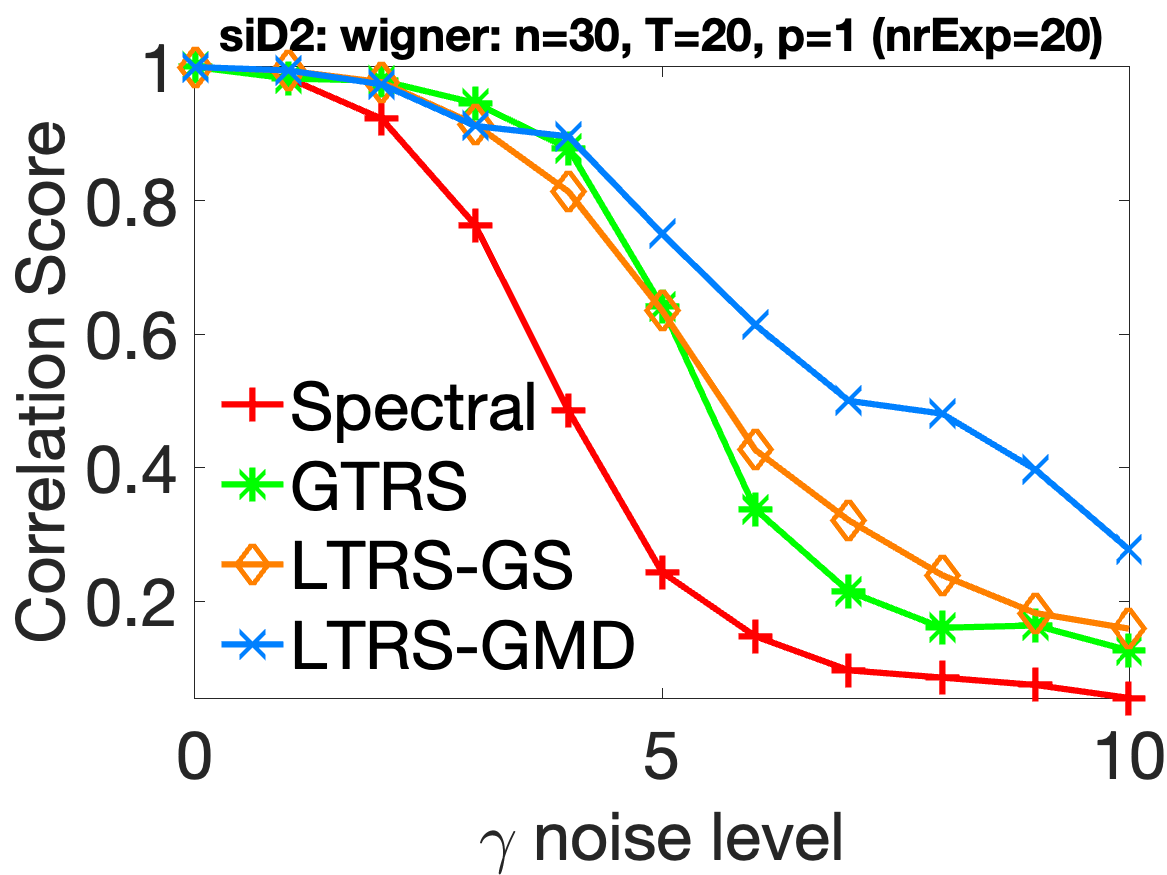 siD2: wigner: n=30, T=20, p=1 (nrExp=20)
1
0.8
0.6
0.4
0.2
Correlation Score
Spectral
GTRS
LTRS-GS
LTRS-GMD
0 5 10
γ noise level